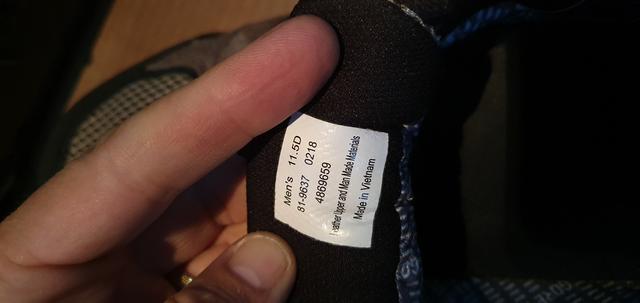 Men's 11.5D
81-9637 0218
4869659
Leather Upper and Man Made Materials
Made in Vietnam